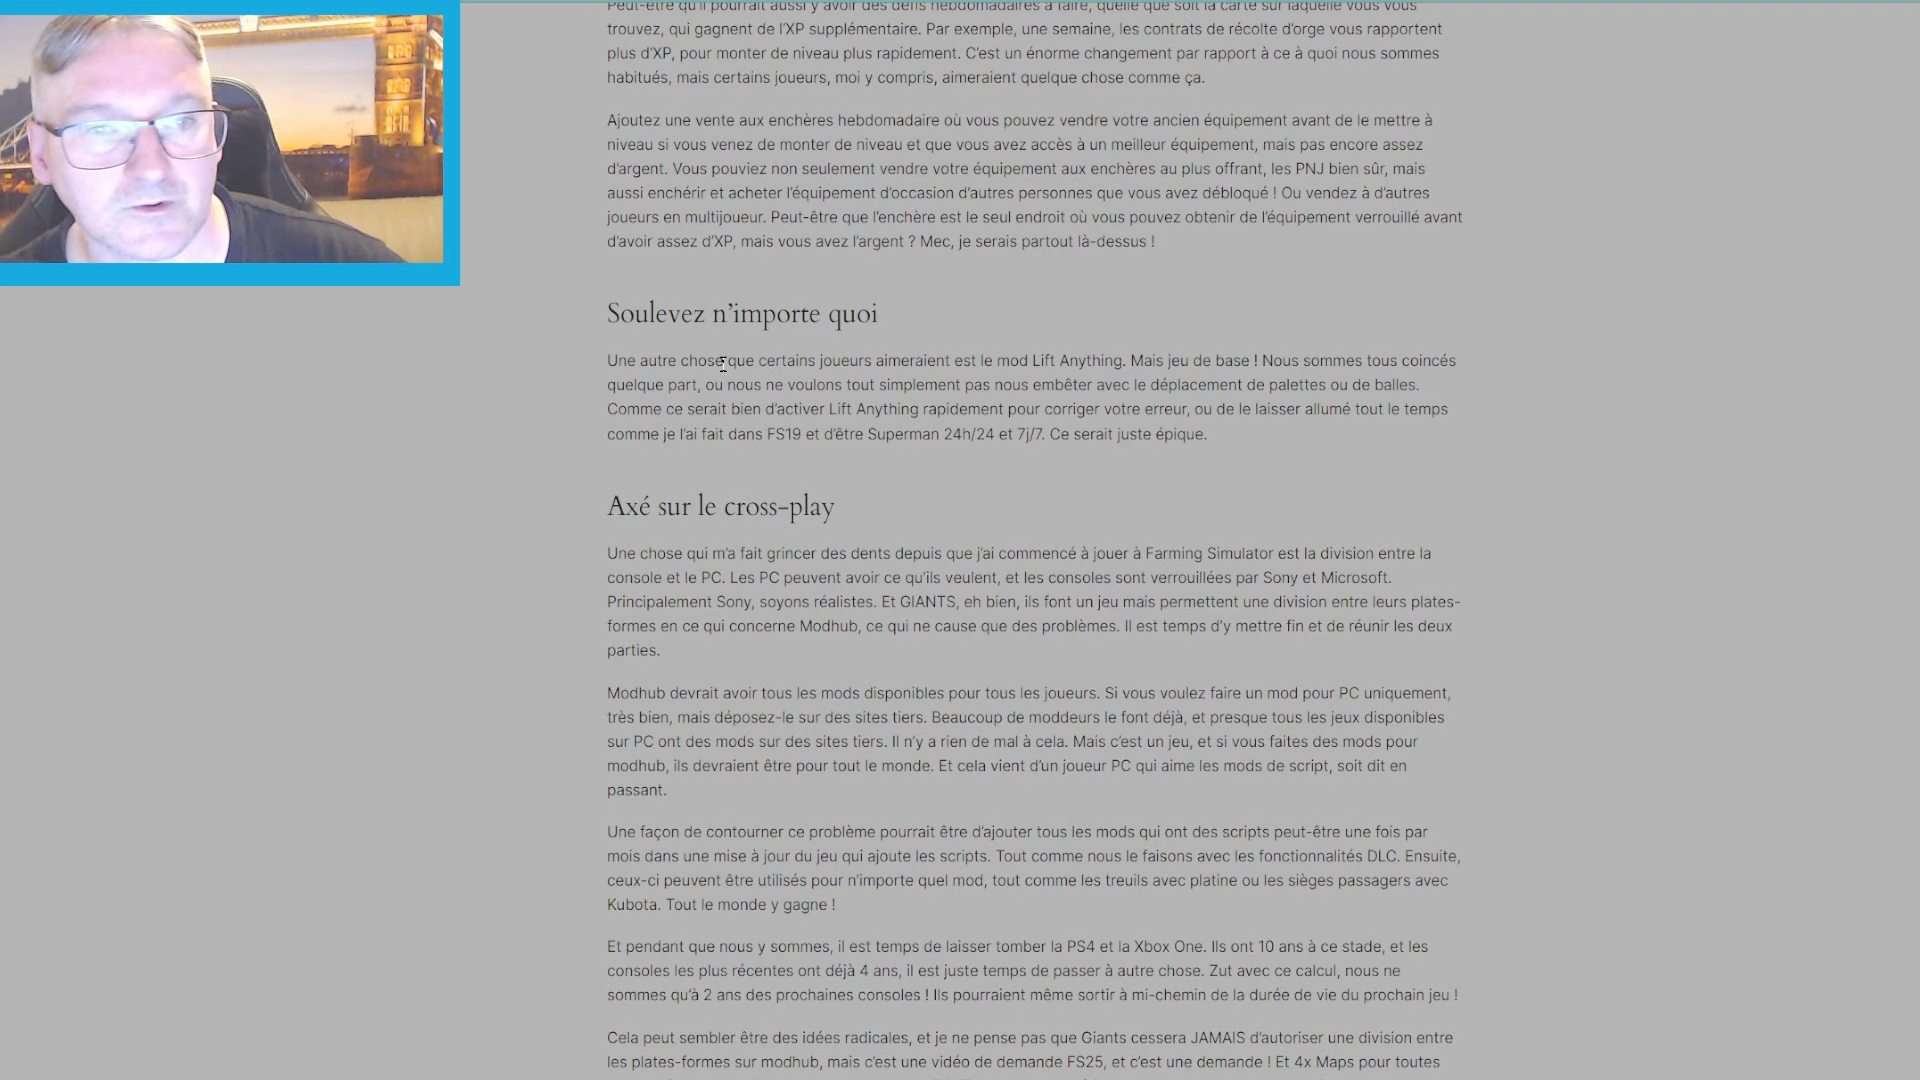 Peut-être qu'il pourrait aussi y avoir des défis hebdomadaires à faire, quelle que soit la carte sur laquelle vous vous
trouvez, qui gagnent de l'XP supplémentaire. Par exemple, une semaine, les contrats de récolte d'orge vous rapportent
plus d'XP, pour monter de niveau plus rapidement. C'est un énorme changement par rapport à ce à quoi nous sommes
habitués, mais certains joueurs, moi y compris, aimeraient quelque chose comme ça.
Ajoutez une vente aux enchères hebdomadaire où vous pouvez vendre votre ancien équipement avant de le mettre à
niveau si vous venez de monter de niveau et que vous avez accès à un meilleur équipement, mais pas encore assez
d'argent. Vous pouviez non seulement vendre votre équipement aux enchères au plus offrant, les PNJ bien sûr, mais
aussi enchérir et acheter l'équipement d'occasion d'autres personnes que vous avez débloqué ! Ou vendez à d'autres
joueurs en multijoueur. Peut-être que l'enchère est le seul endroit où vous pouvez obtenir de l'équipement verrouillé avant
d'avoir assez d'XP, mais vous avez l'argent ? Mec, je serais partout là-dessus !
Soulevez n'importe quoi
Une autre chose que certains joueurs aimeraient est le mod Lift Anything. Mais jeu de base ! Nous sommes tous coincés
quelque part, ou nous ne voulons tout simplement pas nous embêter avec le déplacement de palettes ou de balles.
Comme ce serait bien d'activer Lift Anything rapidement pour corriger votre erreur, ou de le laisser allumé tout le temps
comme je l'ai fait dans FS19 et d'être Superman 24h/24 et 7j/7. Ce serait juste épique.
Axé sur le cross-play
Une chose qui m'a fait grincer des dents depuis que j'ai commencé à jouer à Farming Simulator est la division entre la
console et le PC. Les PC peuvent avoir ce qu'ils veulent, et les consoles sont verrouillées par Sony et Microsoft.
Principalement Sony, soyons réalistes. Et GIANTS, eh bien, ils font un jeu mais permettent une division entre leurs plates-
formes en ce qui concerne Modhub, ce qui ne cause que des problèmes. Il est temps d'y mettre fin et de réunir les deux
parties.
Modhub devrait avoir tous les mods disponibles pour tous les joueurs. Si vous voulez faire un mod pour PC uniquement,
très bien, mais déposez-le sur des sites tiers. Beaucoup de moddeurs le font déjà, et presque tous les jeux disponibles
sur PC ont des mods sur des sites tiers. Il n'y a rien de mal à cela. Mais c'est un jeu, et si vous faites des mods pour
modhub, ils devraient être pour tout le monde. Et cela vient d'un joueur PC qui aime les mods de script, soit dit en
passant.
Une façon de contourner ce problème pourrait être d'ajouter tous les mods qui ont des scripts peut-être une fois par
mois dans une mise à jour du jeu qui ajoute les scripts. Tout comme nous le faisons avec les fonctionnalités DLC. Ensuite,
ceux-ci peuvent être utilisés pour n'importe quel mod, tout comme les treuils avec platine ou les sièges passagers avec
Kubota. Tout le monde y gagne !
Et pendant que nous y sommes, il est temps de laisser tomber la PS4 et la Xbox One. Ils ont 10 ans à ce stade, et les
consoles les plus récentes ont déjà 4 ans, il est juste temps de passer à autre chose. Zut avec ce calcul, nous ne
sommes qu'à 2 ans des prochaines consoles ! Ils pourraient même sortir à mi-chemin de la durée de vie du prochain jeu !
Cela peut sembler être des idées radicales, et je ne pense pas que Giants cessera JAMAIS d'autoriser une division entre
les plates-formes sur modhub, mais c'est une vidéo de demande FS25, et c'est une demande ! Et 4x Maps pour toutes